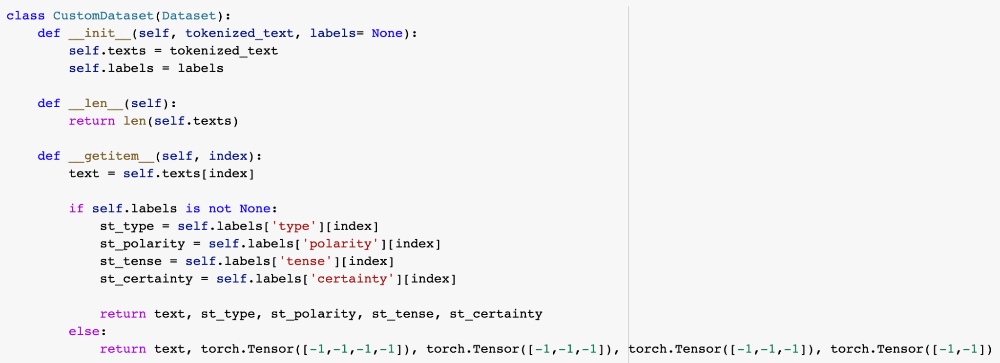 class CustomDataset(Dataset):
    def __init__(self, tokenized_text, labels= None):
        self.texts = tokenized_text
        self.labels = labels

    def __len__(self):
        return len(self.texts)

    def __getitem__(self, index):
        text = self.texts[index]

        if self.labels is not None:
            st_type = self.labels['type'][index]
            st_polarity = self.labels['polarity'][index]
            st_tense = self.labels['tense'][index]
            st_certainty = self.labels['certainty'][index]

            return text, st_type, st_polarity, st_tense, st_certainty
        else:
            return text, torch.Tensor([-1,-1,-1,-1]), torch.Tensor([-1,-1,-1]), torch.Tensor([-1,-1,-1]), torch.Tensor([-1,-1])